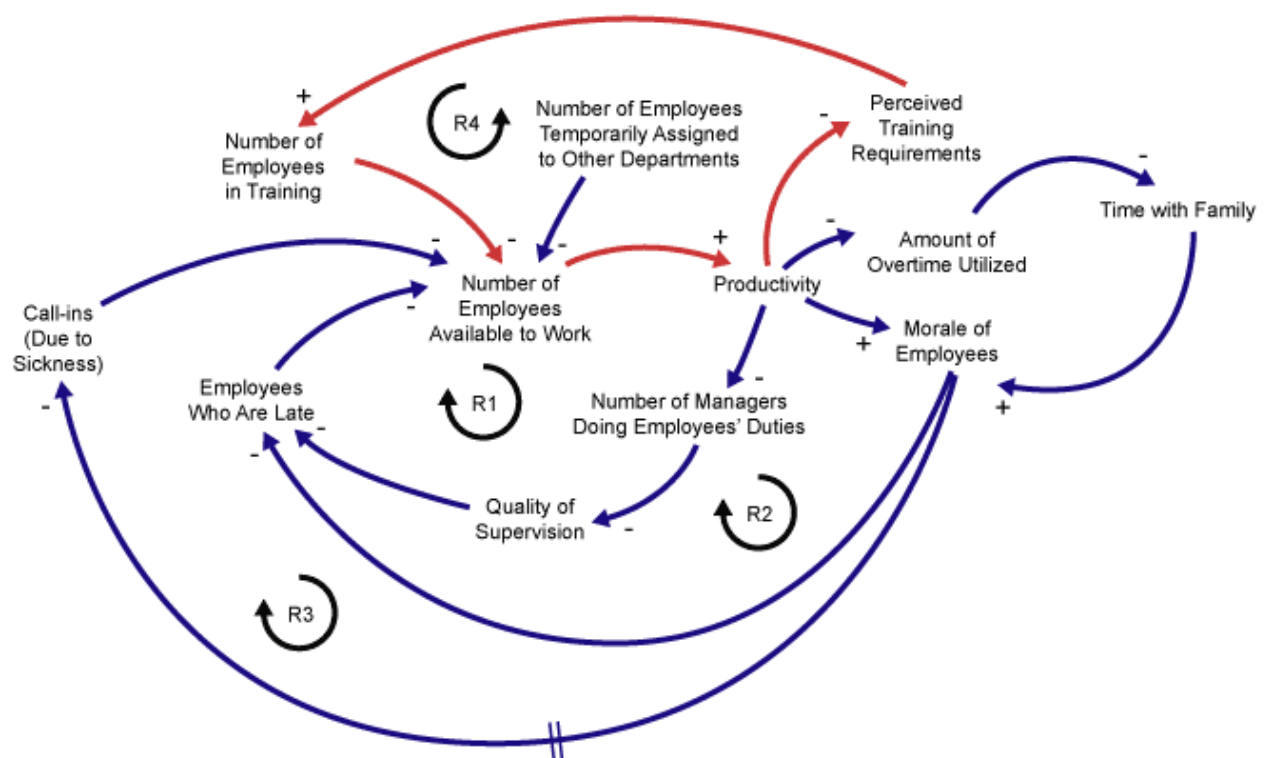 +
R4
Number of Employees
Temporarily Assigned
to Other Departments
Perceived
Training
Requirements
-
Number of
Employees
in Training
-
Time with Family
-
Amount of
Overtime Utilized
-
-
-
+
Number of
Employees
Available to Work
Productivity
Call-ins
(Due to
Sickness)
-
Morale of
Employees
+
Employees
Who Are Late
R1
-
Number of Managers
Doing Employees' Duties
+
-
-
-
Quality of
Supervision
-
R2
R3